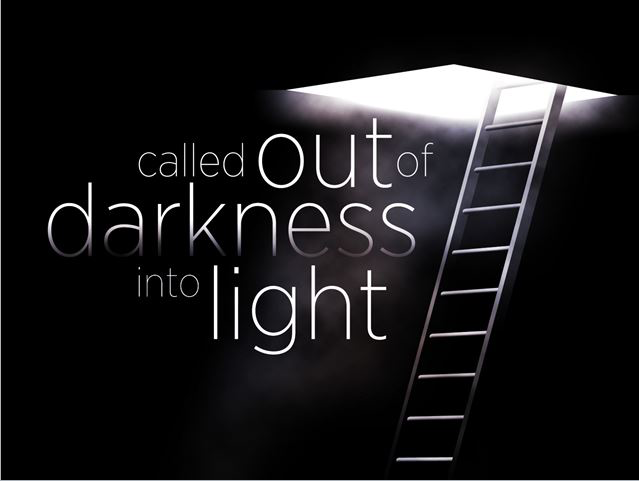 called out of
darkness
into light